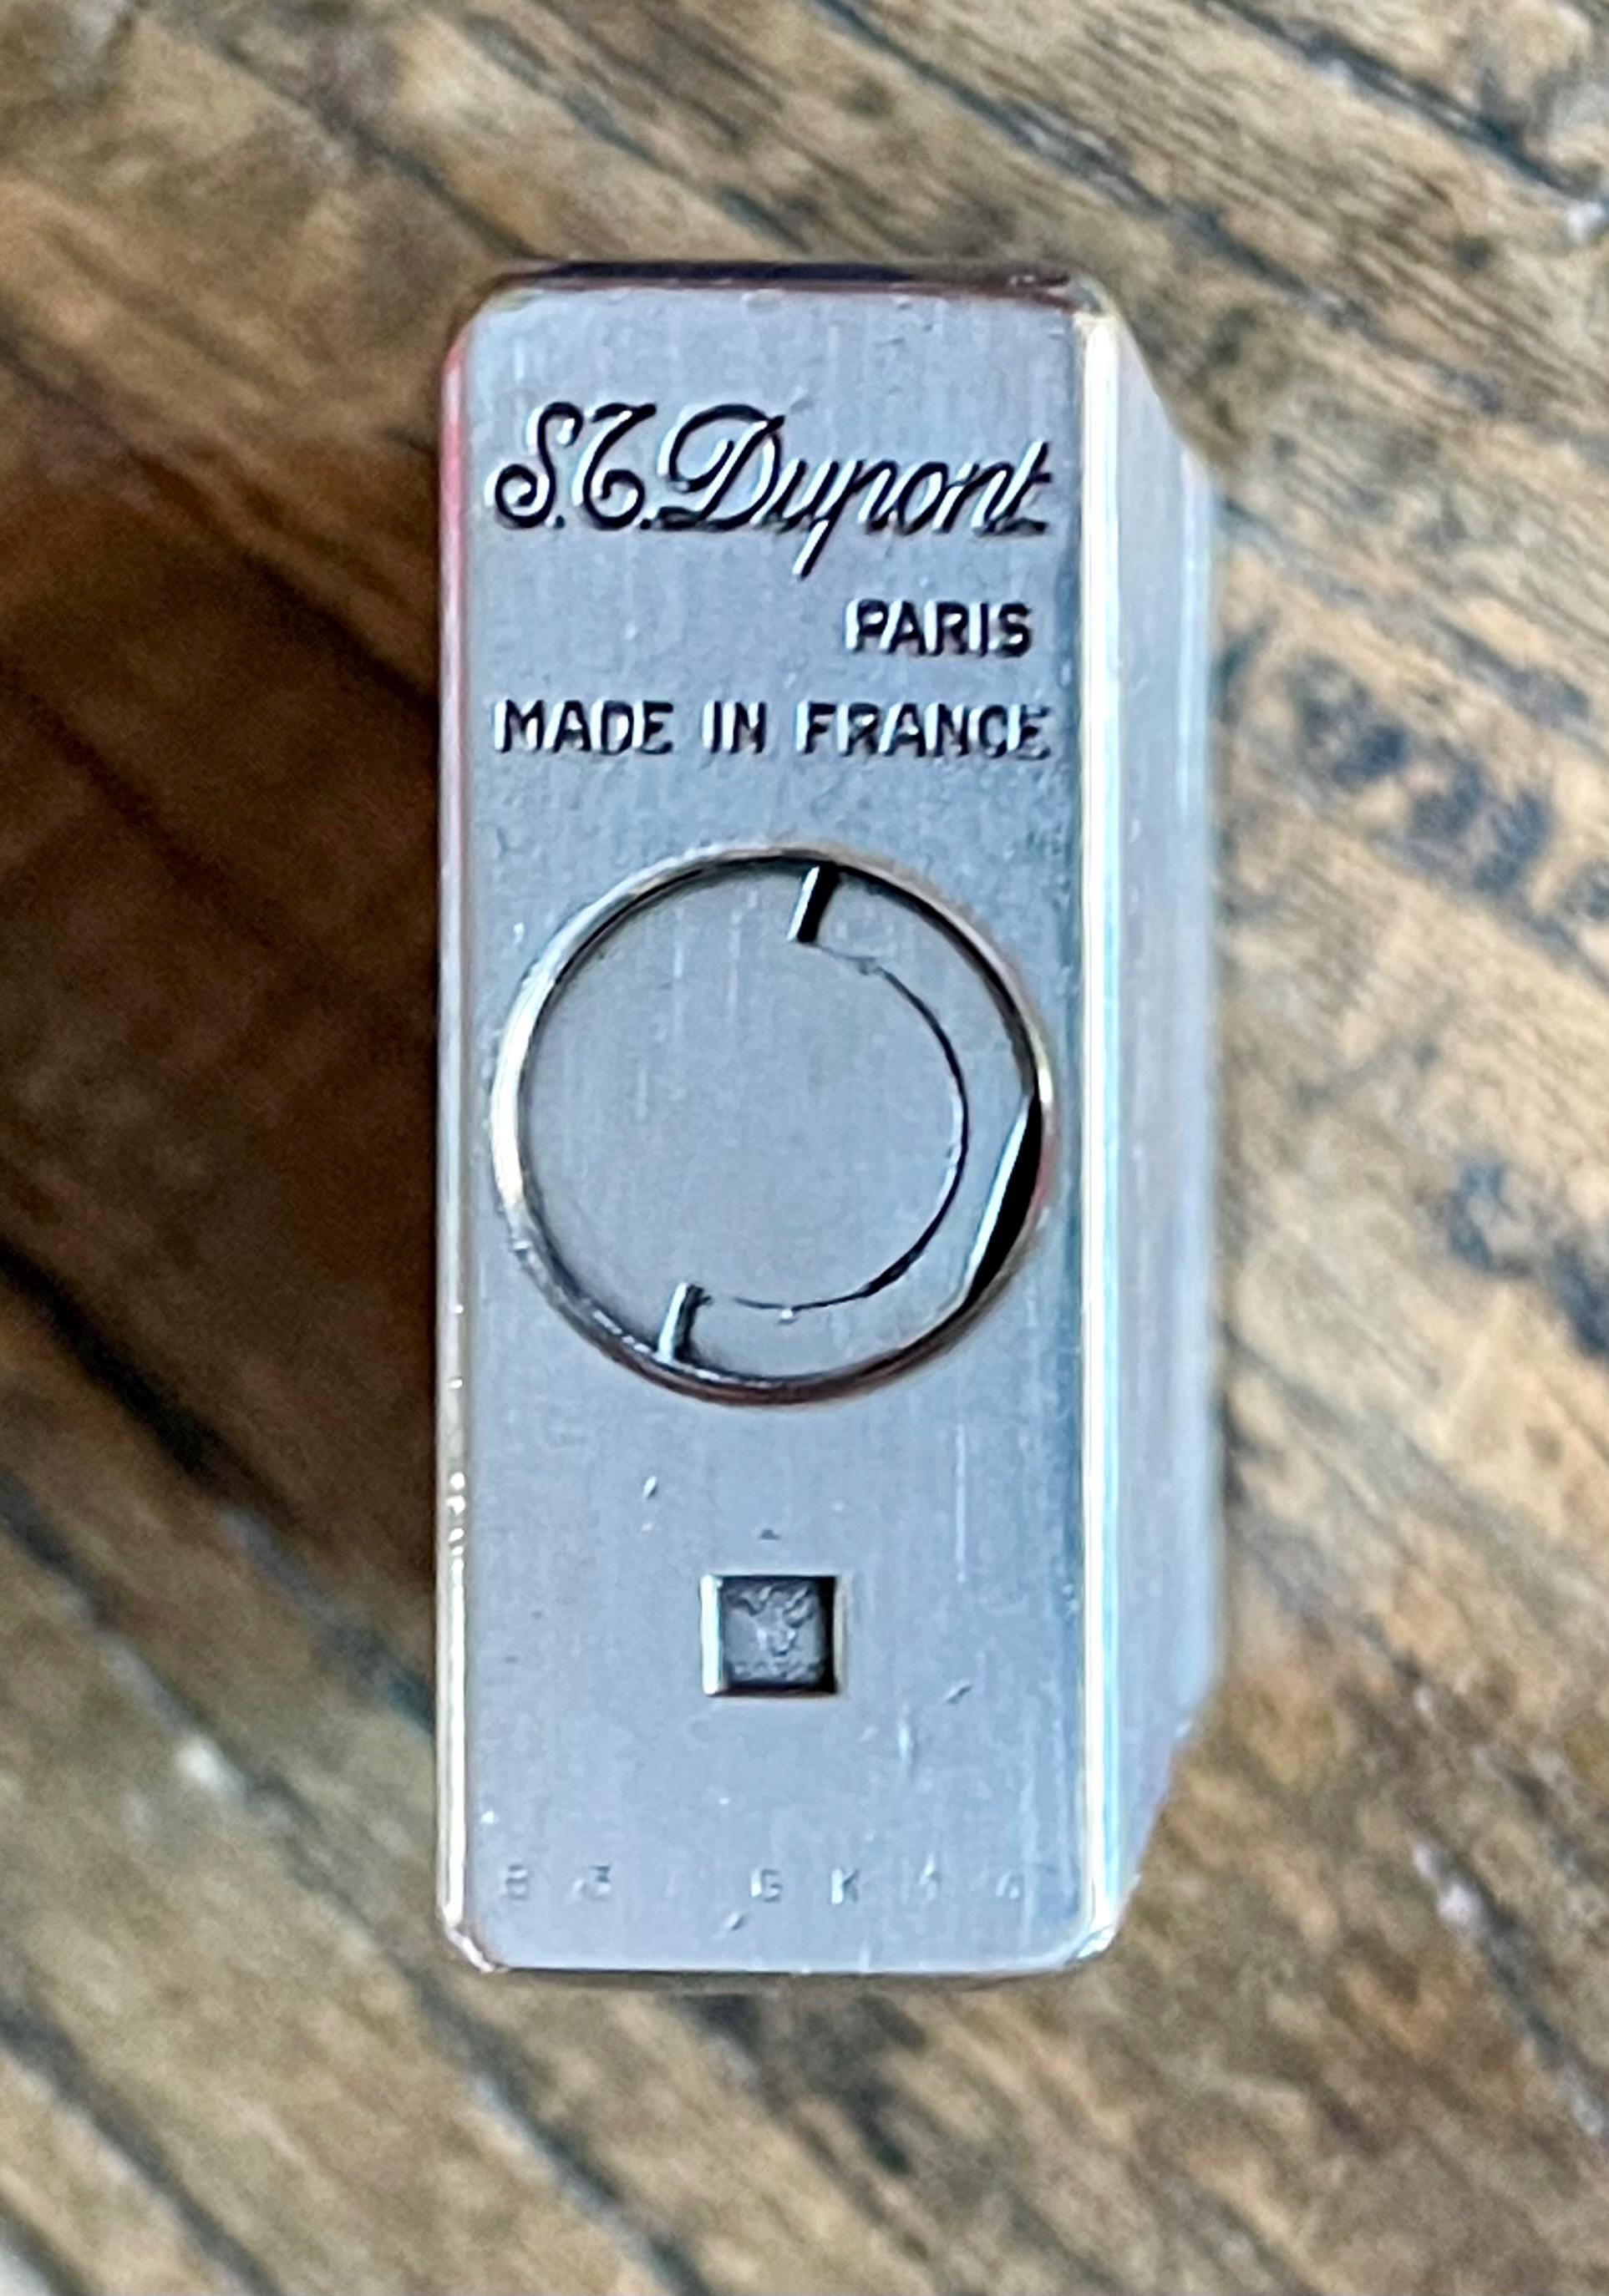 S.T. Dupont
PARIS
MADE IN FRANCE